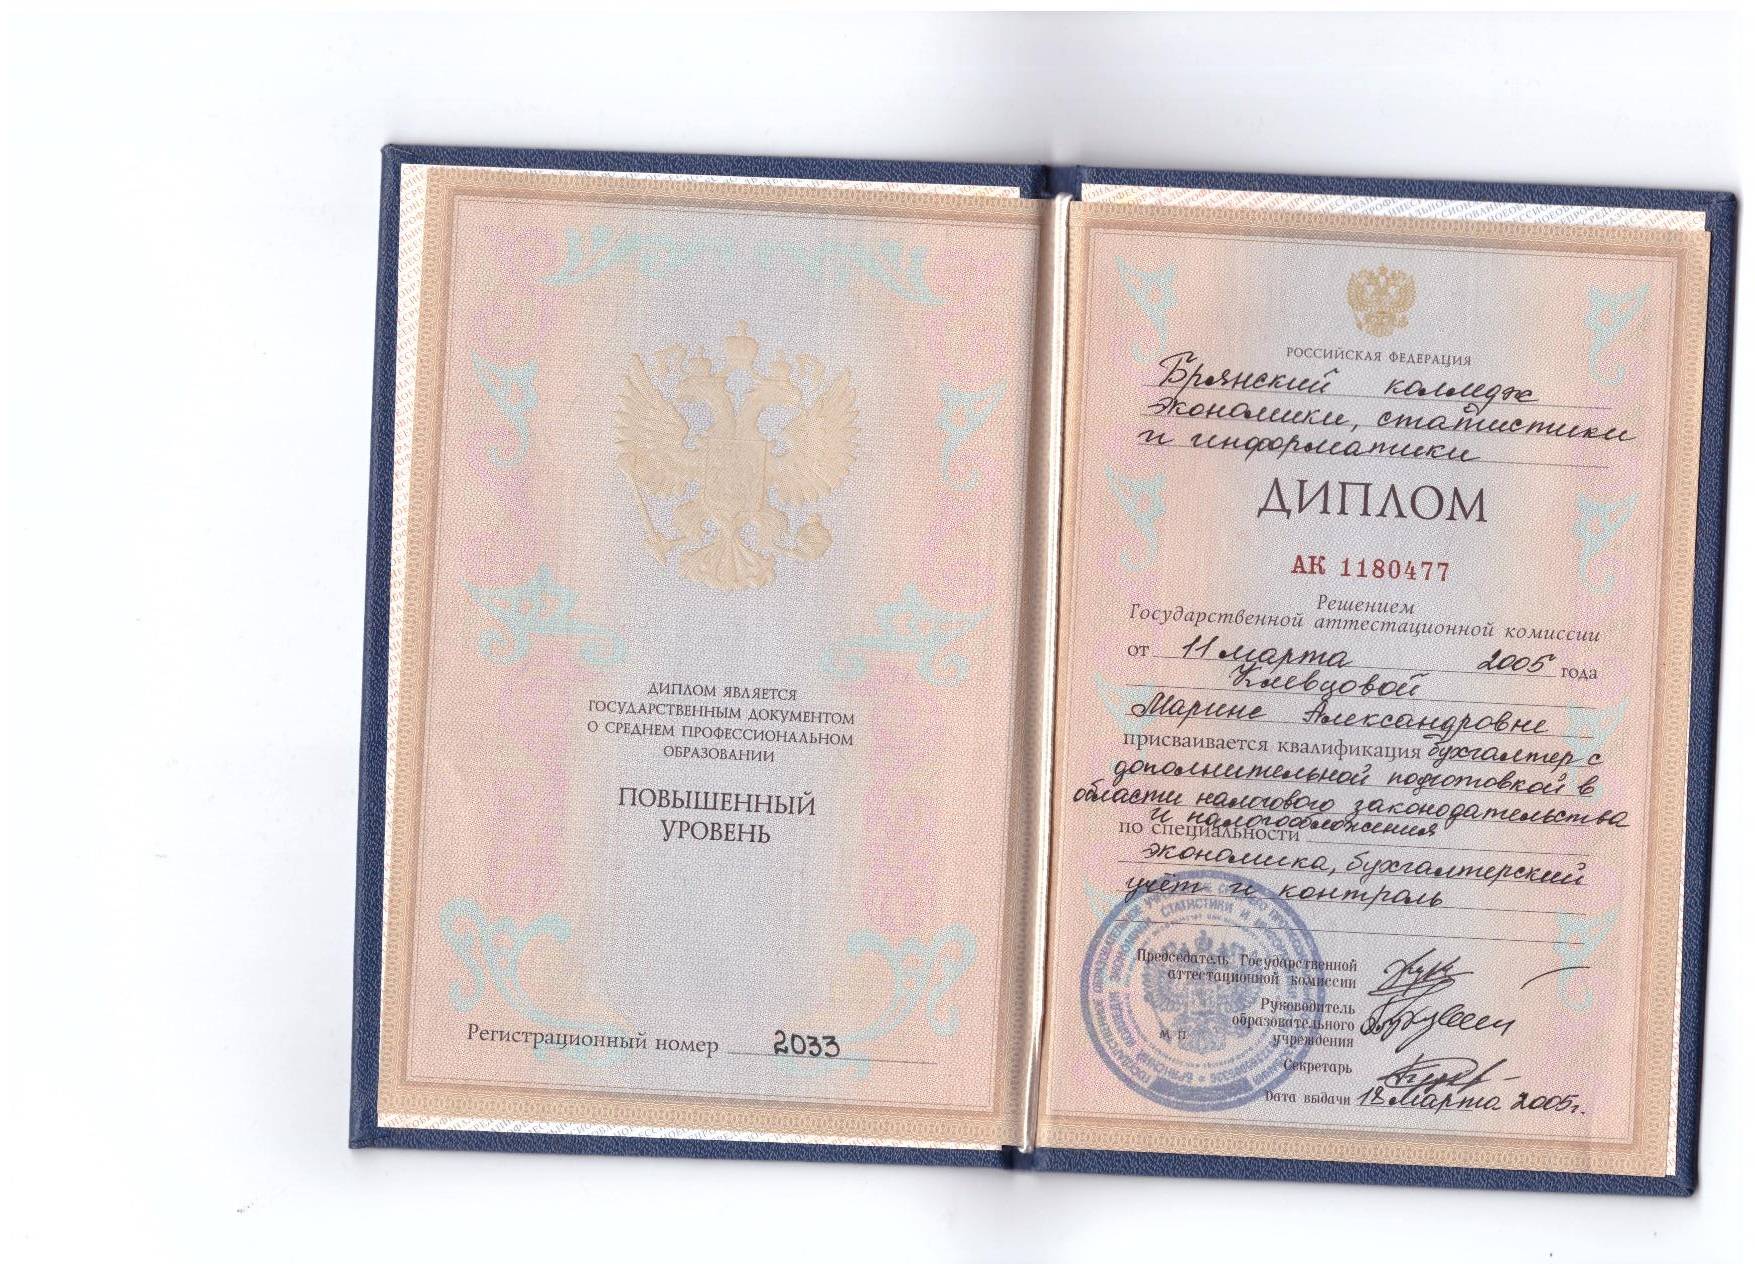 ДИПЛОМ ЯВЛЯЕТСЯ
ГОСУДАРСТВЕННЫМ ДОКУМЕНТОМ
О СРЕДНЕМ ПРОФЕССИОНАЛЬНОМ
ОБРАЗОВАНИИ
ПОВЫШЕННЫЙ
УРОВЕНЬ
Регистрационный номер 2033
РОССИЙСКАЯ ФЕДЕРАЦИЯ
Брянский колледж
экономики, статистики
и информатики
ДИПЛОМ
АК 1180477
Решением
Государственной аттестационной комиссии
от 11 марта 2005 года
Клевцовой
Марине Александровне
присваивается квалификация бухгалтер с
дополнительной подготовкой в
области налогового законодательства
и налогообложения
по специальности
экономика, бухгалтерский
учёт и контроль
Председатель Государственной
аттестационной комиссии
Руководитель
образовательного
учреждения
М. П.
Секретарь
Дата выдачи 18 марта 2005г.